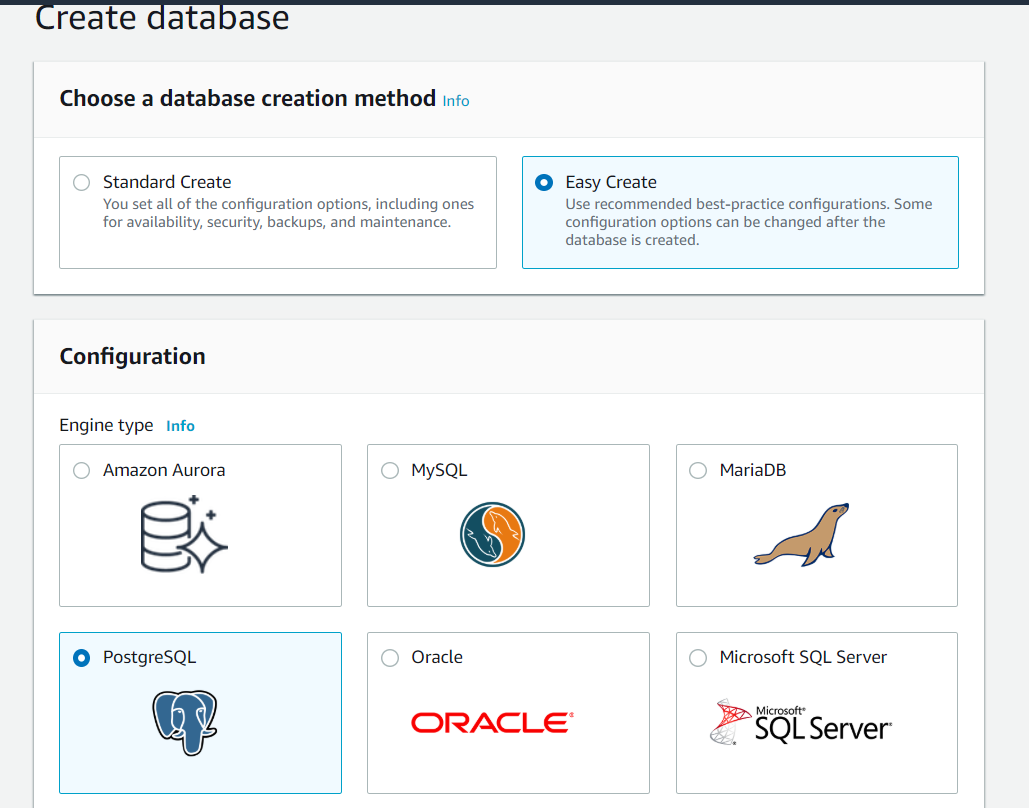 Create database
Choose a database creation method Info
Standard Create
You set all of the configuration options, including ones
for availability, security, backups, and maintenance.
Easy Create
Use recommended best-practice configurations. Some
configuration options can be changed after the
database is created.
Configuration
Engine type Info
Amazon Aurora
MySQL
MariaDB
PostgreSQL
Oracle
ORACLE®
Microsoft SQL Server
Microsoft®
SQL Server®